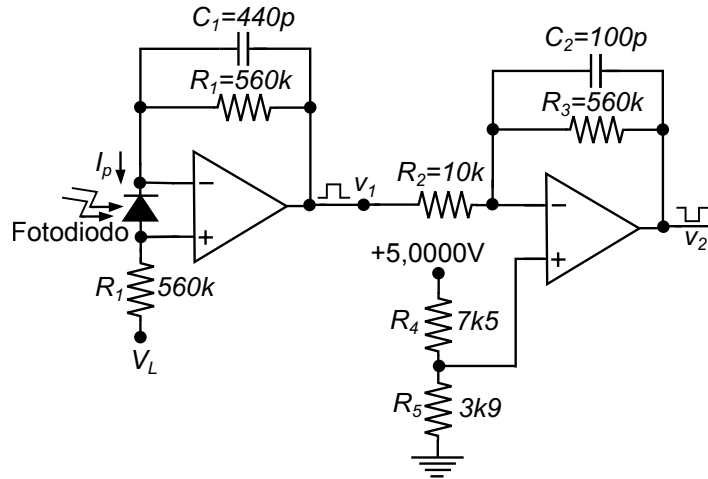 C1=440p
R1=560k
Ip
Fotodiodo
R1
560k
VL
v1
R2=10k
C2=100p
R3=560k
v2
+5,0000V
R4
7k5
R5
3k9